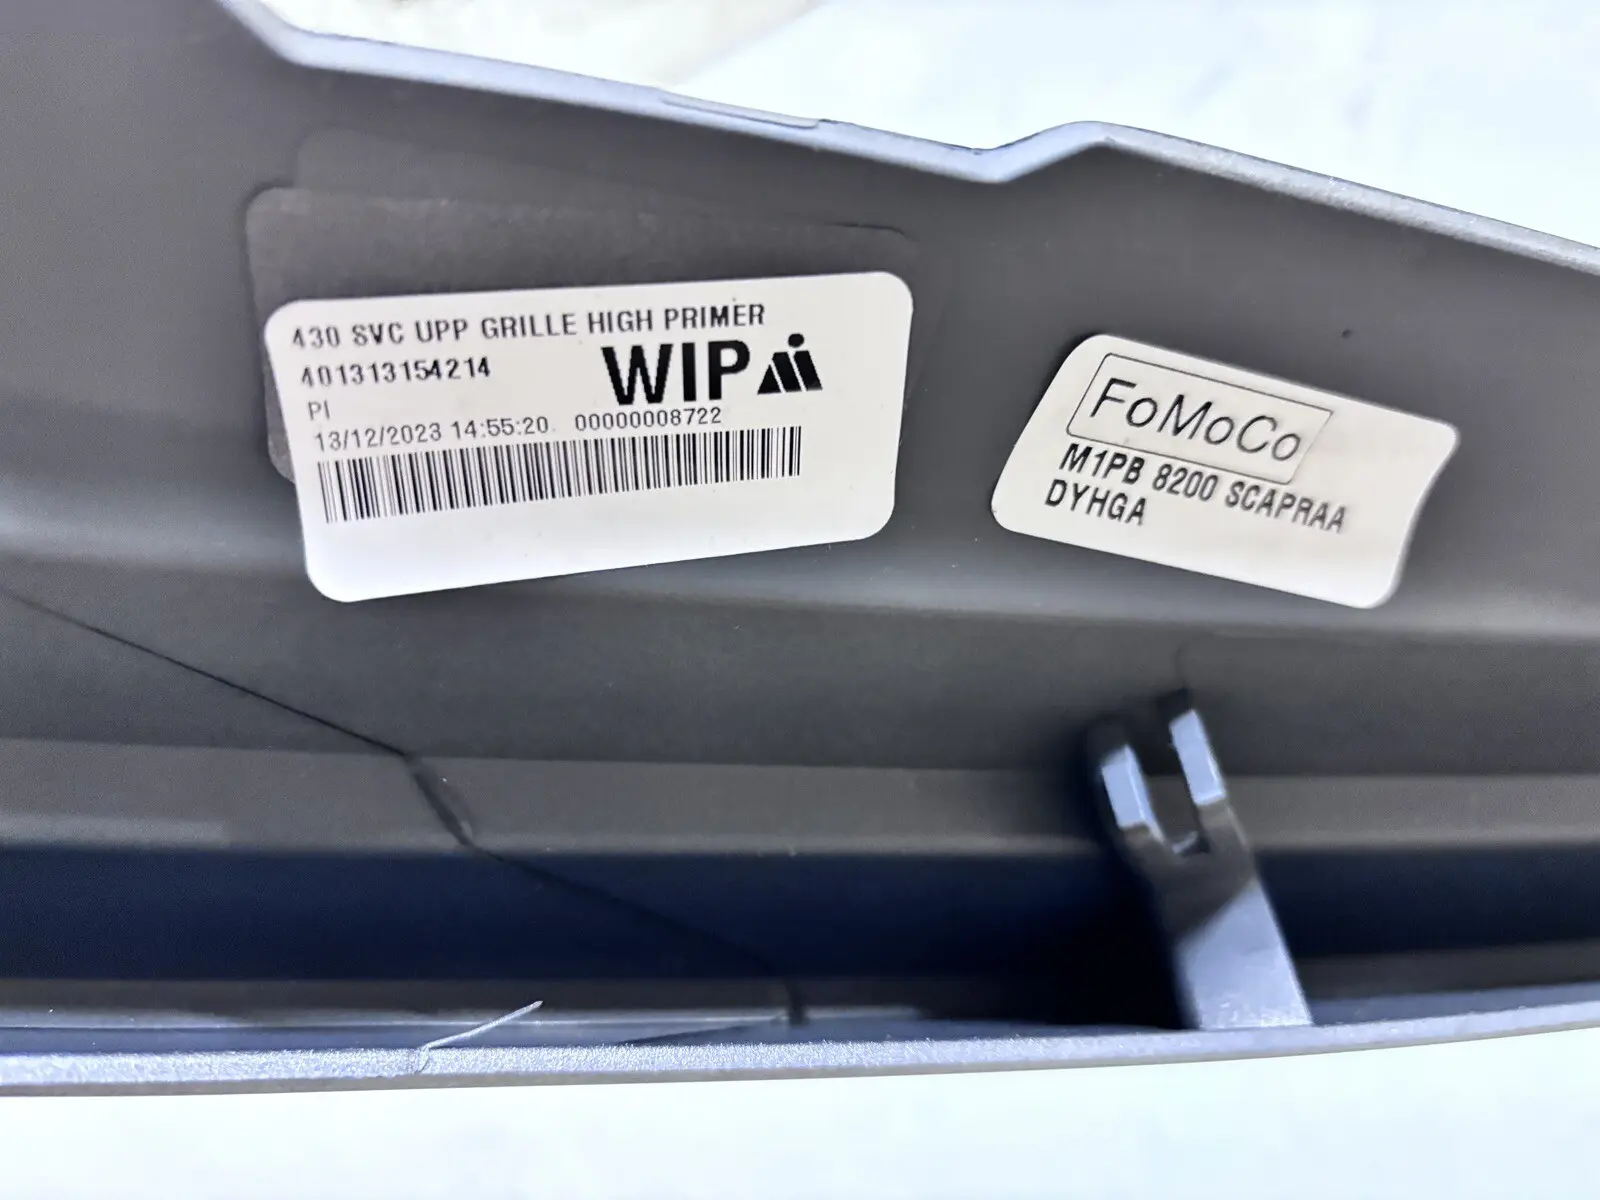 430 SVC UPP GRILLE HIGH PRIMER
401313154214
WIP
PI
13/12/2023 14:55:20 00000008722
FoMoCo
M1PB 8200 SCAPRAA
DYHGA